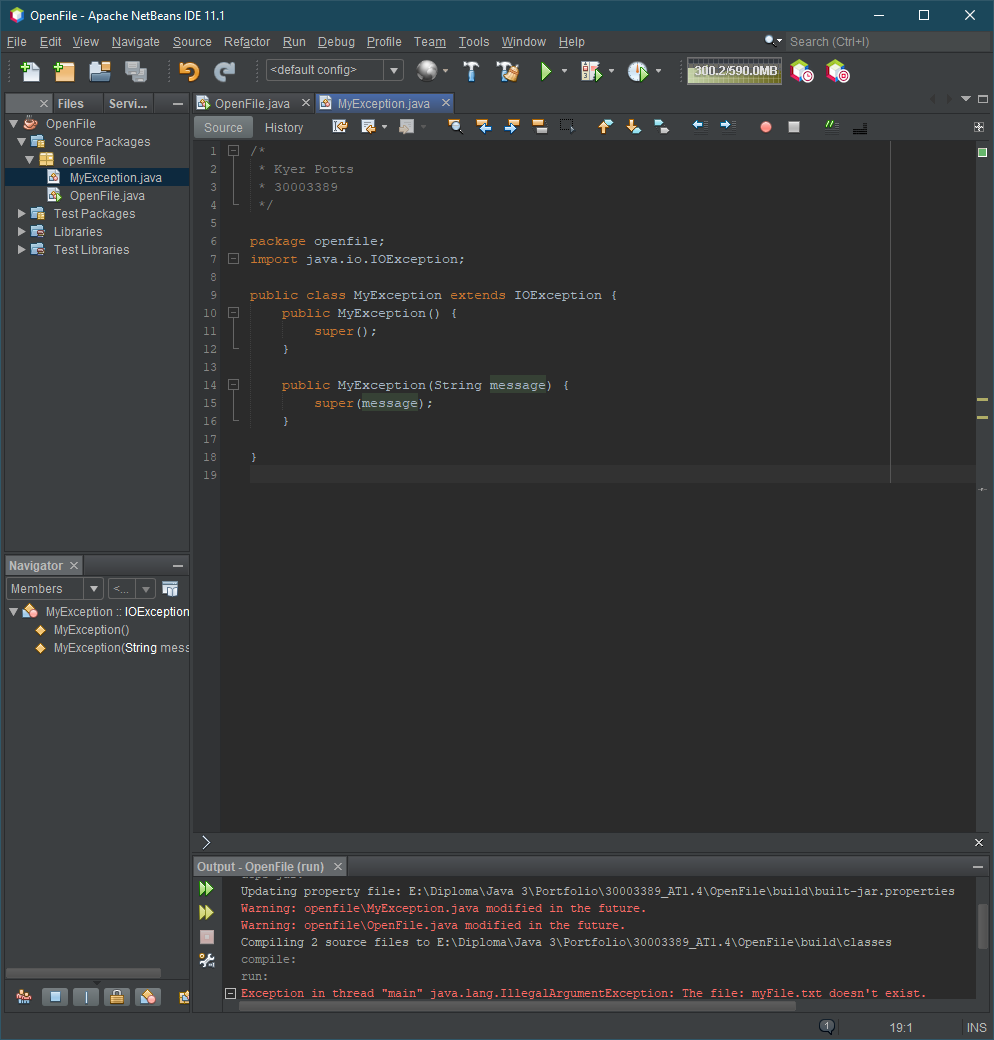 OpenFile - Apache NetBeans IDE 11.1
File Edit View Navigate Source Refactor Run Debug Profile Team Tools Window Help
Search (Ctrl+I)
<default config>
300.2/590.0MB
Files Servi...
OpenFile
Source Packages
openfile
MyException.java
OpenFile.java
Test Packages
Libraries
Test Libraries
OpenFile.java MyException.java
Source History
1 /*
2 * Kyer Potts
3 * 30003389
4 */
5
6 package openfile;
7 import java.io.IOException;
8
9 public class MyException extends IOException {
10 public MyException() {
11 super();
12 }
13
14 public MyException(String message) {
15 super(message);
16 }
17
18 }
19
Navigator
Members <...
MyException :: IOException
MyException()
MyException(String mess
Output - OpenFile (run)
Updating property file: E:\Diploma\Java 3\Portfolio\30003389_AT1.4\OpenFile\build\built-jar.properties
Warning: openfile\MyException.java modified in the future.
Warning: openfile\OpenFile.java modified in the future.
Compiling 2 source files to E:\Diploma\Java 3\Portfolio\30003389_AT1.4\OpenFile\build\classes
compile:
run:
Exception in thread "main" java.lang.IllegalArgumentException: The file: myFile.txt doesn't exist.
1 19:1 INS